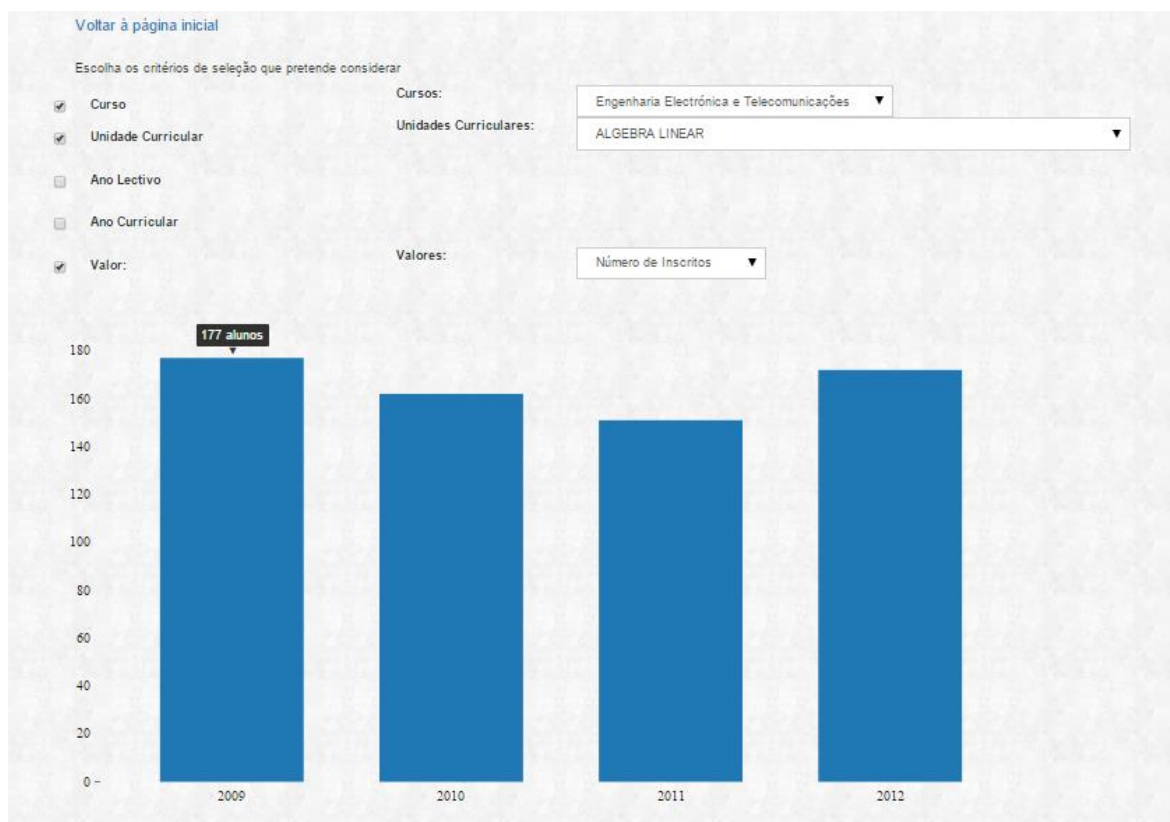 Voltar à página inicial
Escolha os critérios de seleção que pretende considerar
Curso
Cursos:
Engenharia Electrónica e Telecomunicações
Unidade Curricular
Unidades Curriculares:
ALGEBRA LINEAR
Ano Lectivo
Ano Curricular
Valor:
Valores:
Número de Inscritos
177 alunos
180
160
140
120
100
80
60
40
20
0
2009 2010 2011 2012